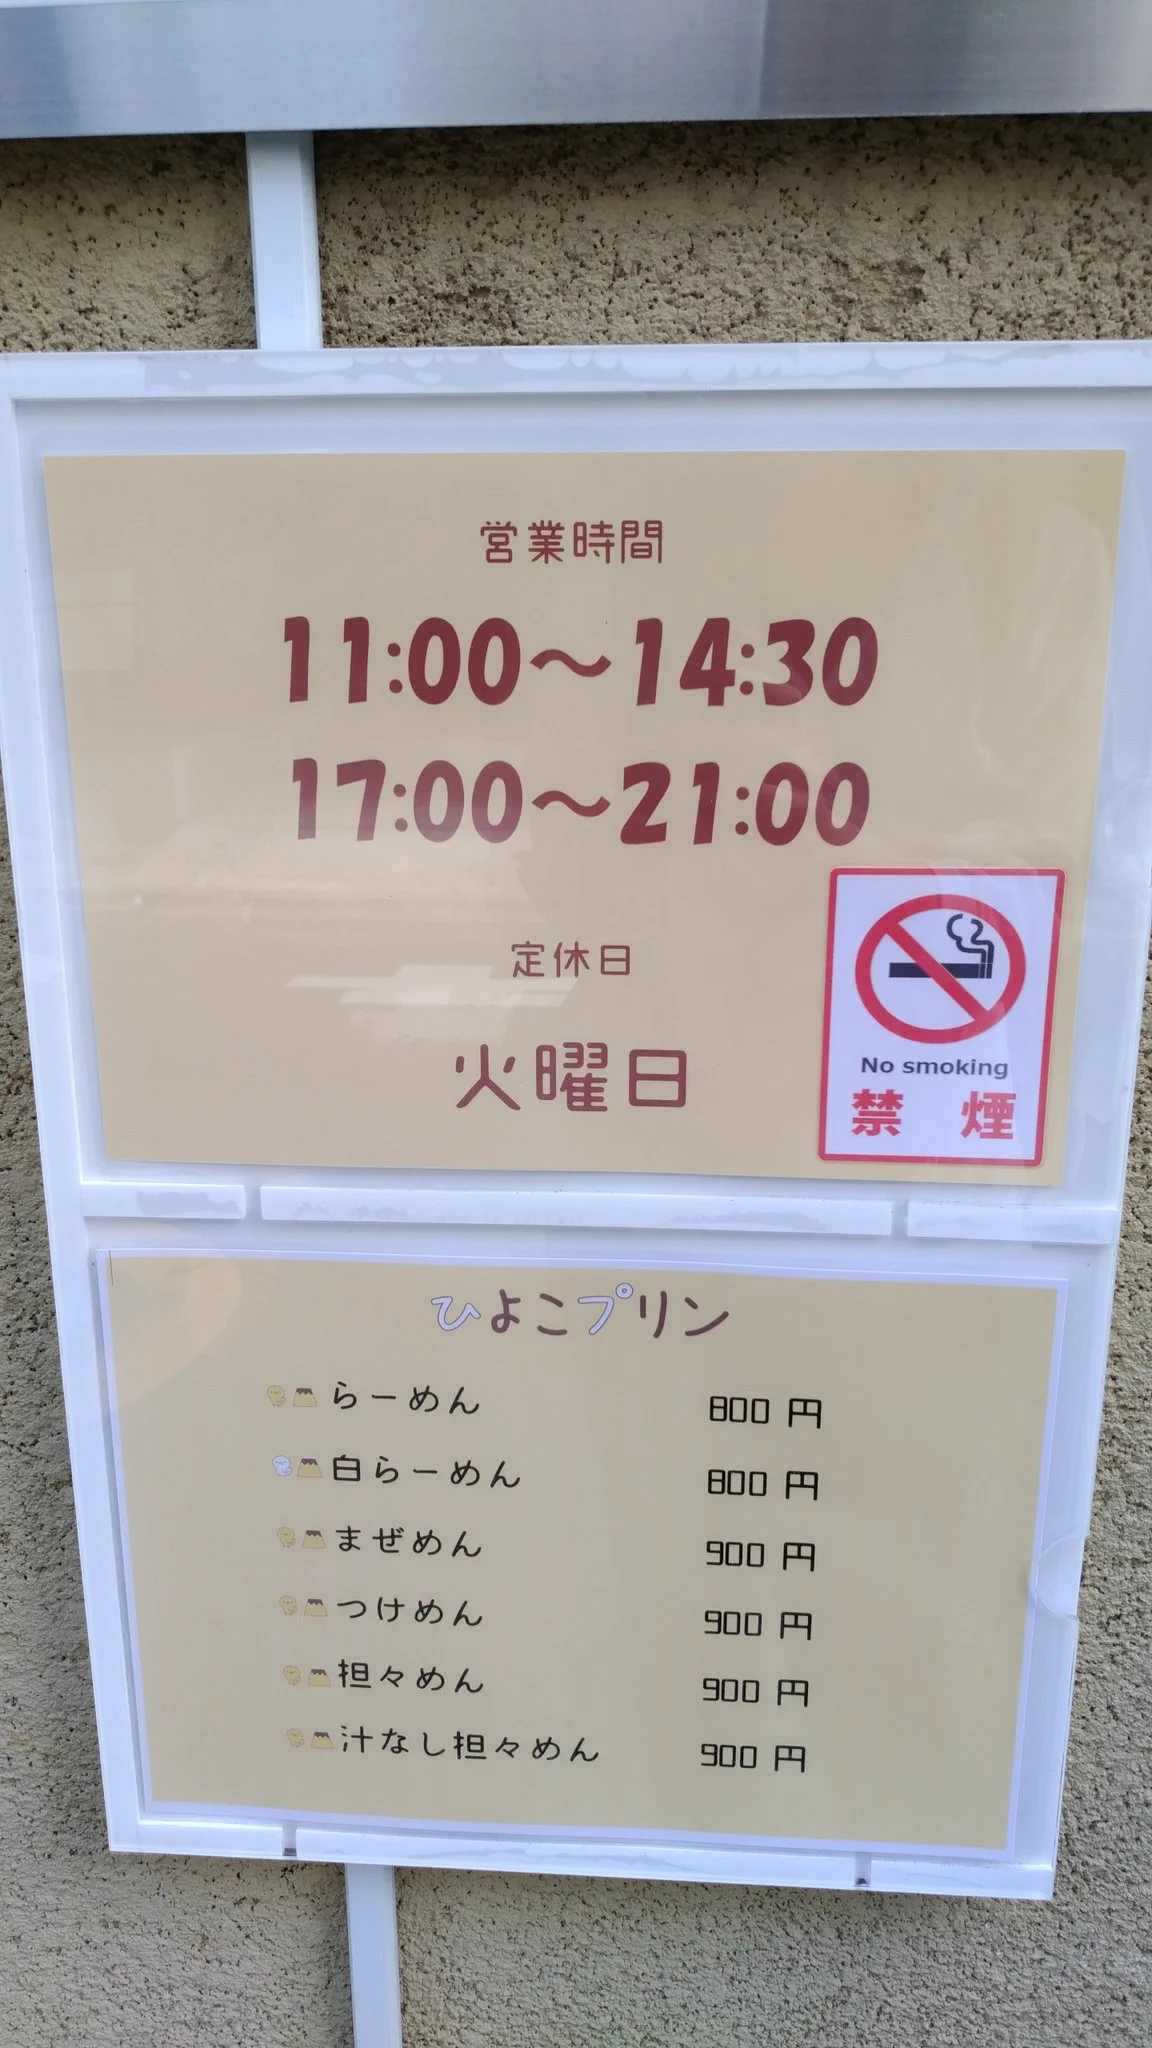 営業時間
11:00～14:30
17:00～21:00
定休日
火曜日
No smoking
禁 煙
ひよこプリン
らーめん 800 円
白らーめん 800 円
まぜめん 900 円
つけめん 900 円
担々めん 900 円
汁なし担々めん 900 円